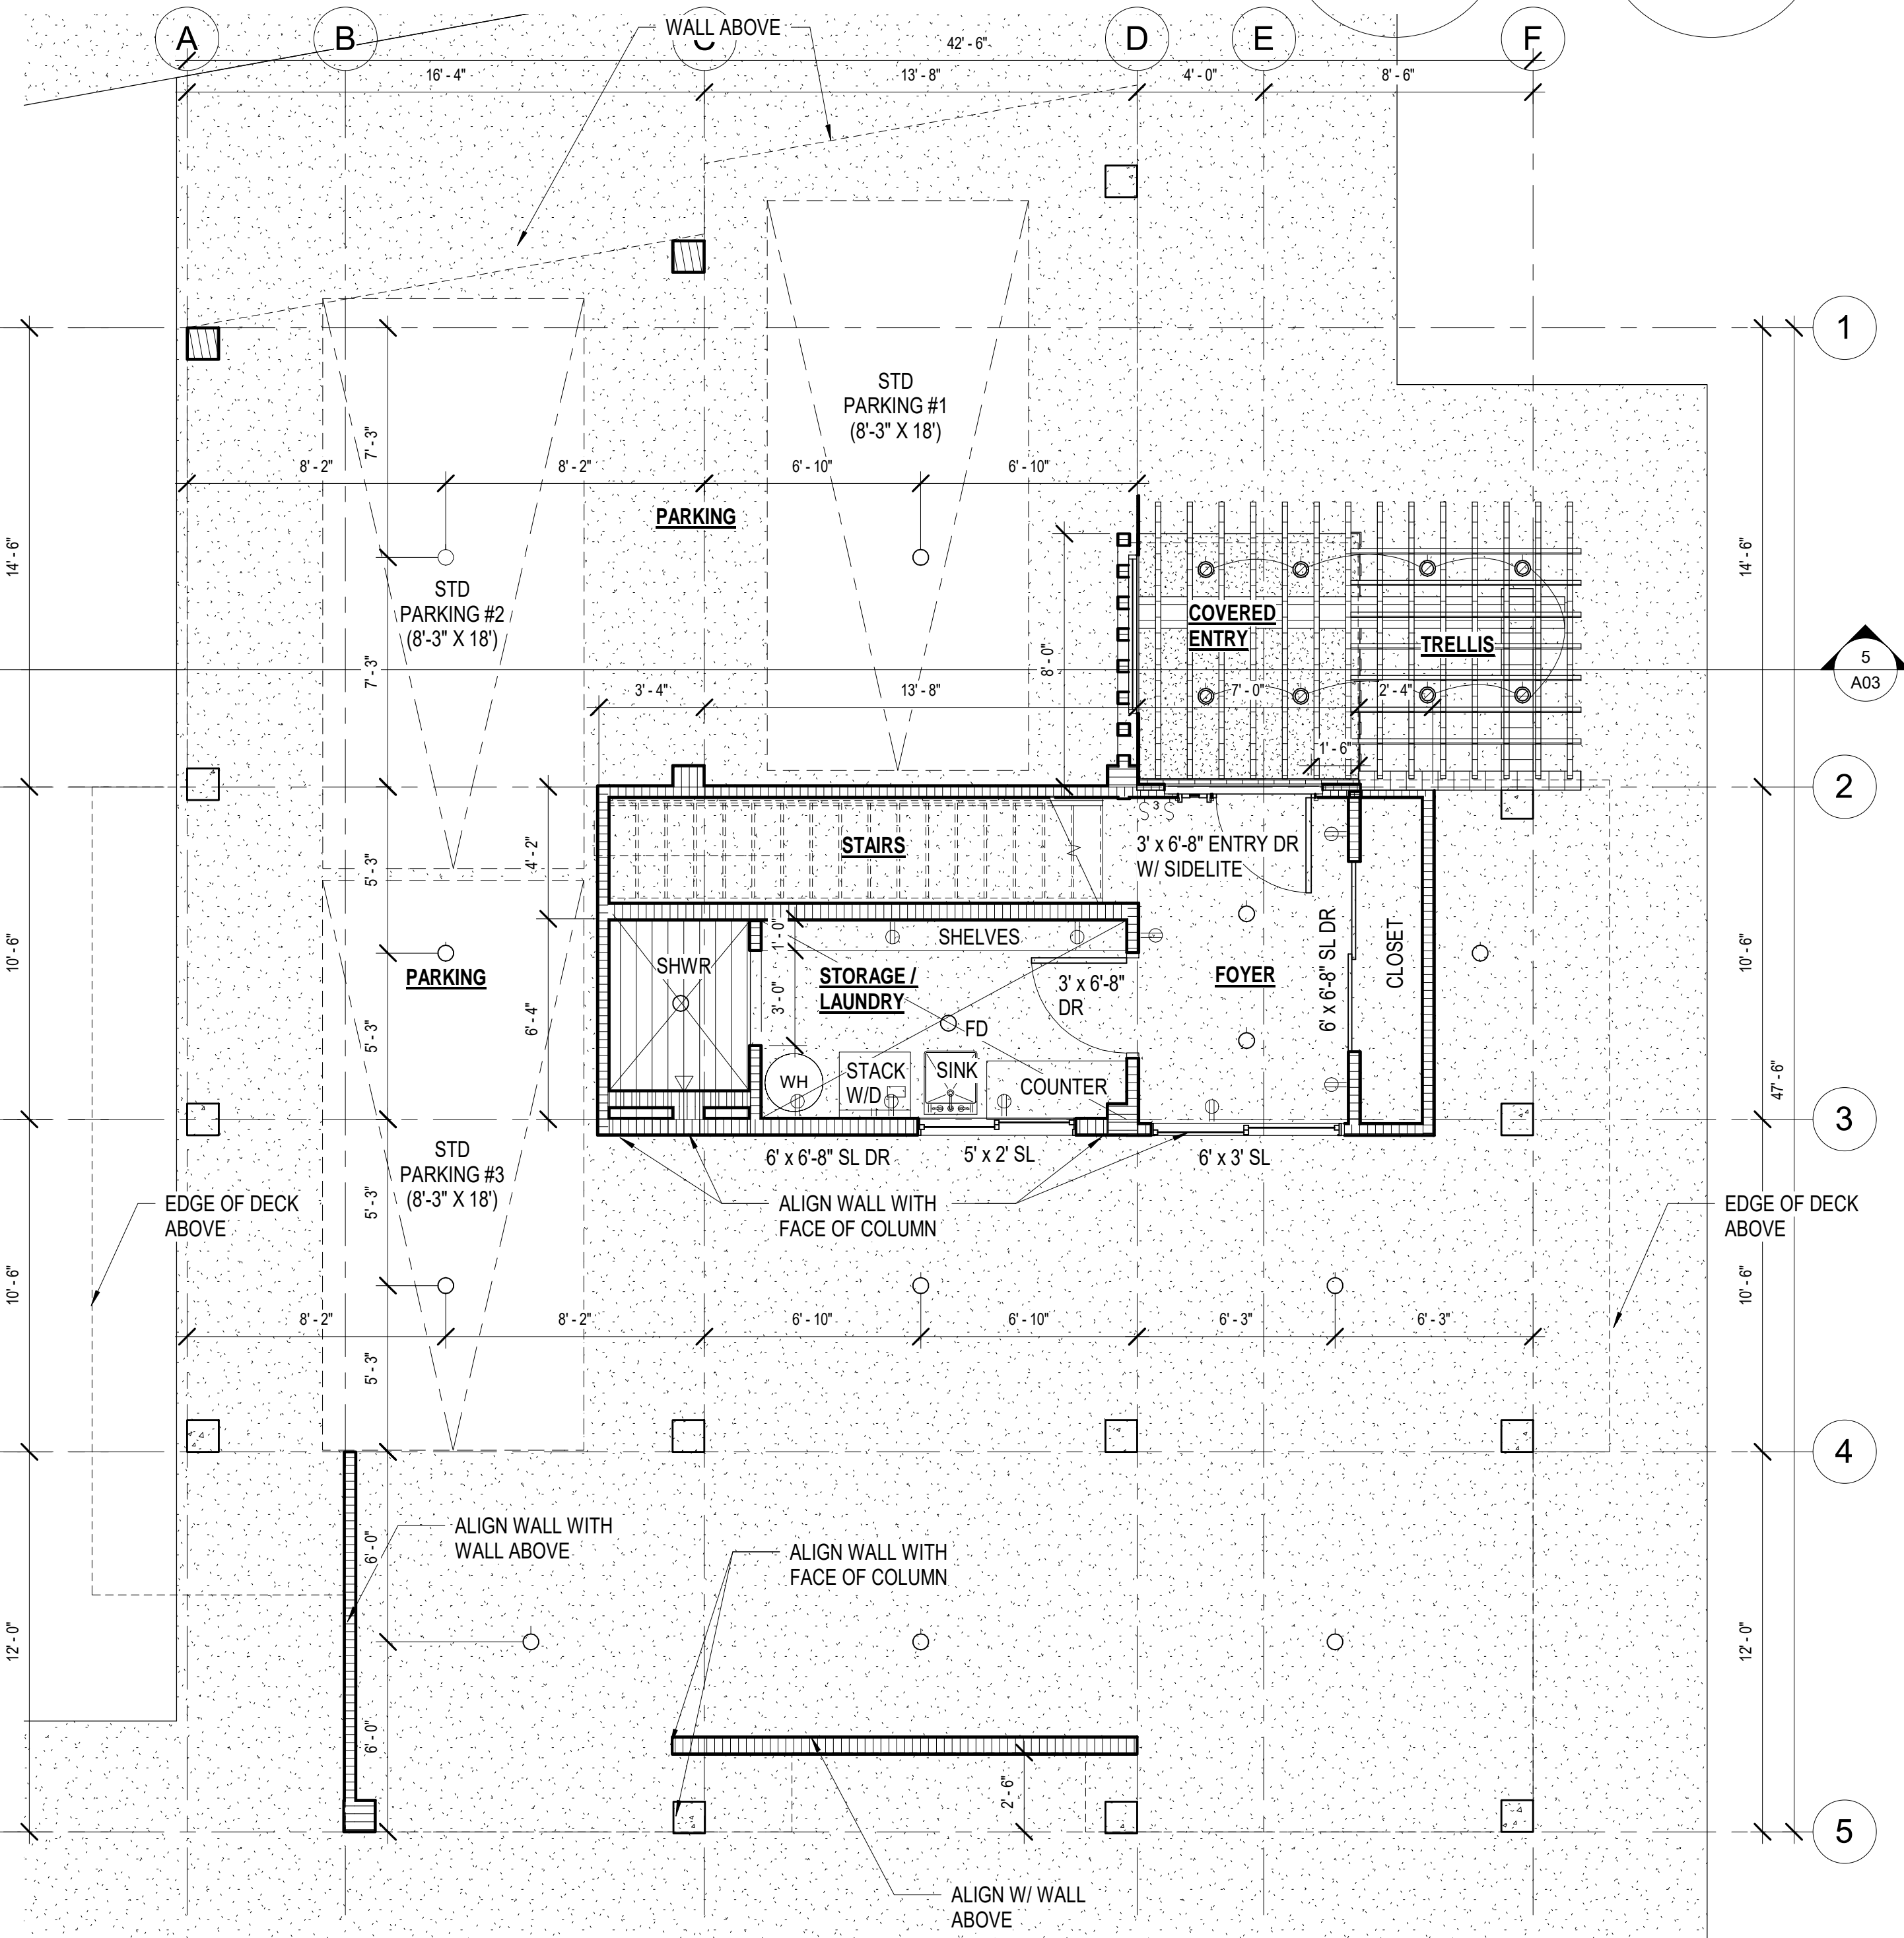 A
B
C
D
E
F
WALL ABOVE
42' - 6"
16' - 4"
13' - 8"
4' - 0"
8' - 6"
1
STD
PARKING #1
(8'-3" X 18')
7' - 3"
8' - 2"
8' - 2"
6' - 10"
6' - 10"
PARKING
14' - 6"
14' - 6"
STD
PARKING #2
(8'-3" X 18')
COVERED
ENTRY
TRELLIS
5
A03
7' - 3"
8' - 0"
3' - 4"
13' - 8"
7' - 0"
2' - 4"
1' - 6"
2
S 3 S
STAIRS
3' x 6'-8" ENTRY DR
W/ SIDELITE
4' - 2"
5' - 3"
10' - 6"
10' - 6"
SHELVES
1' - 0"
6' x 6'-8" SL DR
CLOSET
SHWR
PARKING
STORAGE /
LAUNDRY
3' x 6'-8"
DR
FOYER
3' - 0"
6' - 4"
5' - 3"
FD
WH
STACK
W/D
SINK
COUNTER
47' - 6"
3
STD
PARKING #3
(8'-3" X 18')
6' x 6'-8" SL DR
5' x 2' SL
6' x 3' SL
5' - 3"
EDGE OF DECK
ABOVE
ALIGN WALL WITH
FACE OF COLUMN
EDGE OF DECK
ABOVE
10' - 6"
10' - 6"
8' - 2"
8' - 2"
6' - 10"
6' - 10"
6' - 3"
6' - 3"
5' - 3"
4
ALIGN WALL WITH
WALL ABOVE
6' - 0"
ALIGN WALL WITH
FACE OF COLUMN
12' - 0"
12' - 0"
6' - 0"
2' - 6"
5
ALIGN W/ WALL
ABOVE